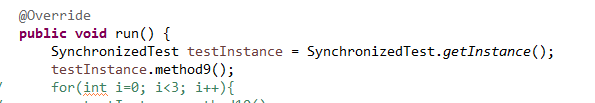 @Override
public void run() {
SynchronizedTest testInstance = SynchronizedTest.getInstance();
testInstance.method9();
for(int i=0; i<3; i++){